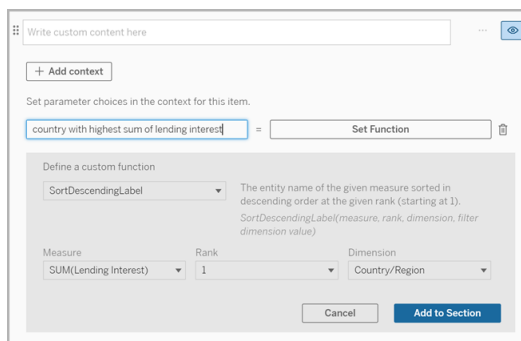 Write custom content here
+ Add context
Set parameter choices in the context for this item.
country with highest sum of lending interest = Set Function
Define a custom function
SortDescendingLabel
The entity name of the given measure sorted in
descending order at the given rank (starting at 1).
SortDescendingLabel(measure, rank, dimension, filter
dimension value)
Measure Rank Dimension
SUM(Lending Interest) 1 Country/Region
Cancel Add to Section